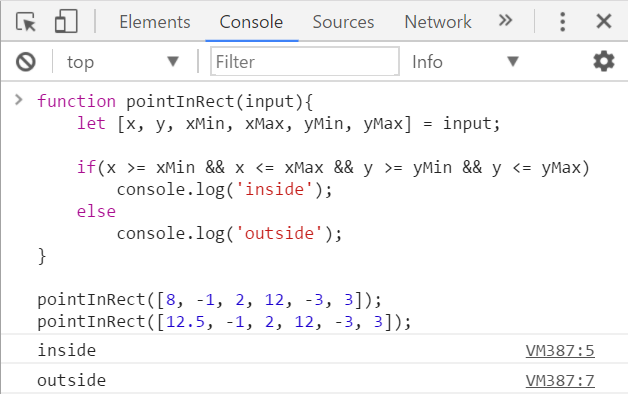 Elements Console Sources Network »
top Filter Info
> function pointInRect(input){
    let [x, y, xMin, xMax, yMin, yMax] = input;

    if(x >= xMin && x <= xMax && y >= yMin && y <= yMax)
        console.log('inside');
    else
        console.log('outside');
}

pointInRect([8, -1, 2, 12, -3, 3]);
pointInRect([12.5, -1, 2, 12, -3, 3]);
inside VM387:5
outside VM387:7